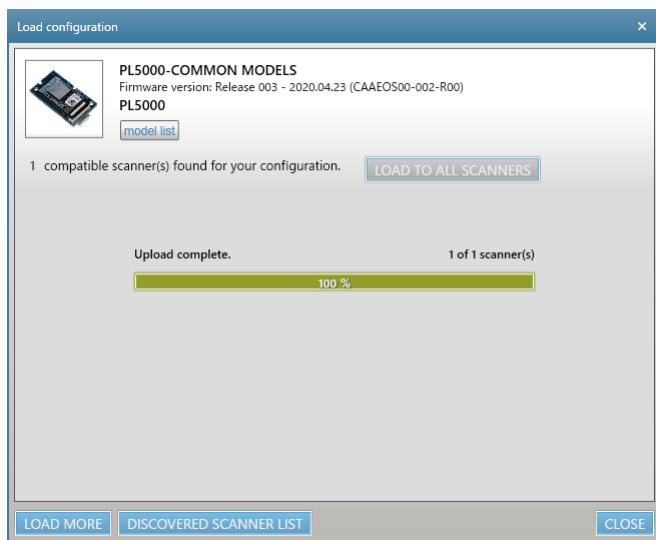 Load configuration
×
PL5000-COMMON MODELS
Firmware version: Release 003 - 2020.04.23 (CAAEOS00-002-R00)
PL5000
model list
1 compatible scanner(s) found for your configuration.
LOAD TO ALL SCANNERS
Upload complete.
1 of 1 scanner(s)
100 %
LOAD MORE
DISCOVERED SCANNER LIST
CLOSE